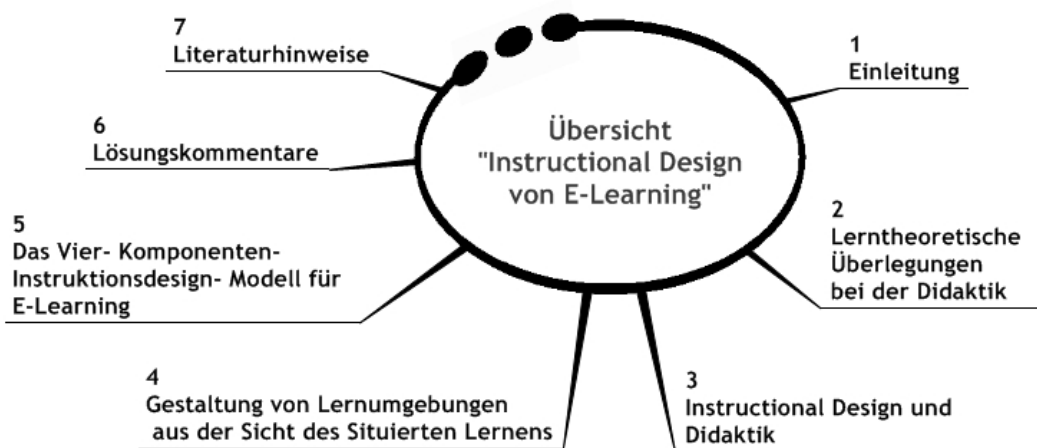 Übersicht
"Instructional Design
von E-Learning"
1
Einleitung
2
Lerntheoretische
Überlegungen
bei der Didaktik
3
Instructional Design und
Didaktik
4
Gestaltung von Lernumgebungen
aus der Sicht des Situierten Lernens
5
Das Vier- Komponenten-
Instruktionsdesign- Modell für
E-Learning
6
Lösungskommentare
7
Literaturhinweise